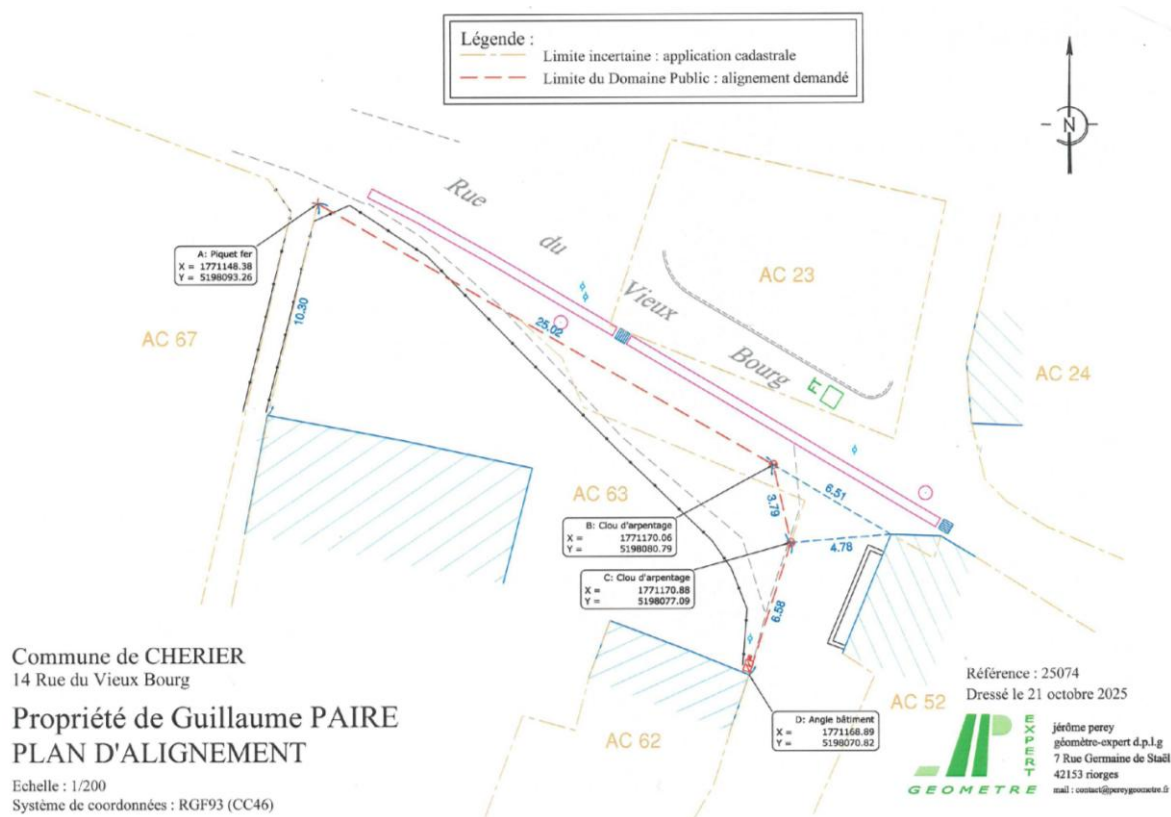 Légende :
Limite incertaine : application cadastrale
Limite du Domaine Public : alignement demandé
N
Rue
du
Vieux
Bourg
AC 23
A: Piquet fer
X = 1771148.38
Y = 5198093.26
10.30
AC 67
25.02
FT
AC 24
AC 63
3.79
6.51
B: Clou d'arpentage
X = 1771170.06
Y = 5198080.79
4.78
C: Clou d'arpentage
X = 1771170.88
Y = 5198077.09
6.58
Commune de CHERIER
14 Rue du Vieux Bourg
Propriété de Guillaume PAIRE
PLAN D'ALIGNEMENT
Echelle : 1/200
Système de coordonnées : RGF93 (CC46)
AC 62
D: Angle bâtiment
X = 1771168.89
Y = 5198070.82
AC 52
Référence : 25074
Dressé le 21 octobre 2025
EXPERT
GEOMETRE
jérôme perey
géomètre-expert d.p.l.g
7 Rue Germaine de Staël
42153 riorges
mail : contact@pereygeometre.fr